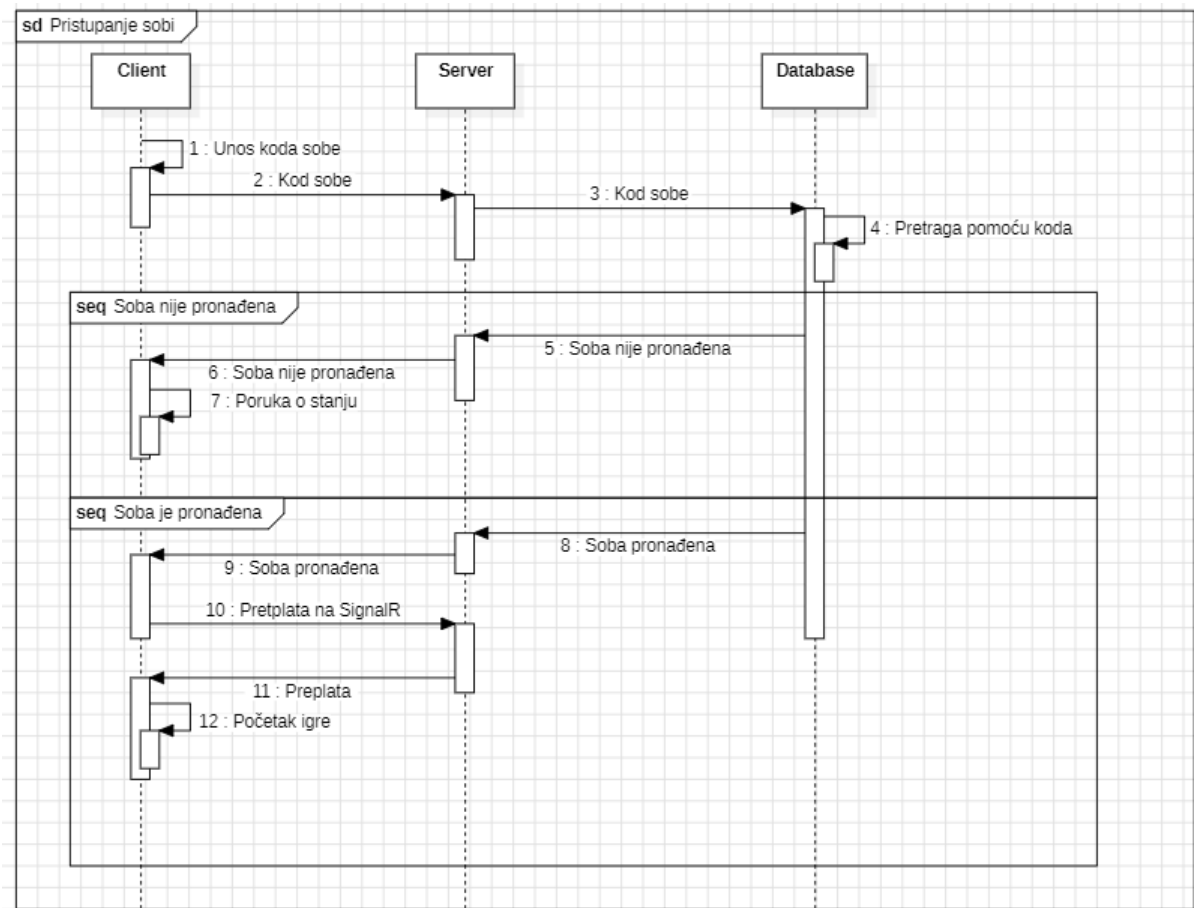 sd Pristupanje sobi
Client
Server
Database
1 : Unos koda sobe
2 : Kod sobe
3 : Kod sobe
4 : Pretraga pomoću koda
seq Soba nije pronađena
5 : Soba nije pronađena
6 : Soba nije pronađena
7 : Poruka o stanju
seq Soba je pronađena
8 : Soba pronađena
9 : Soba pronađena
10 : Pretplata na SignalR
11 : Preplata
12 : Početak igre